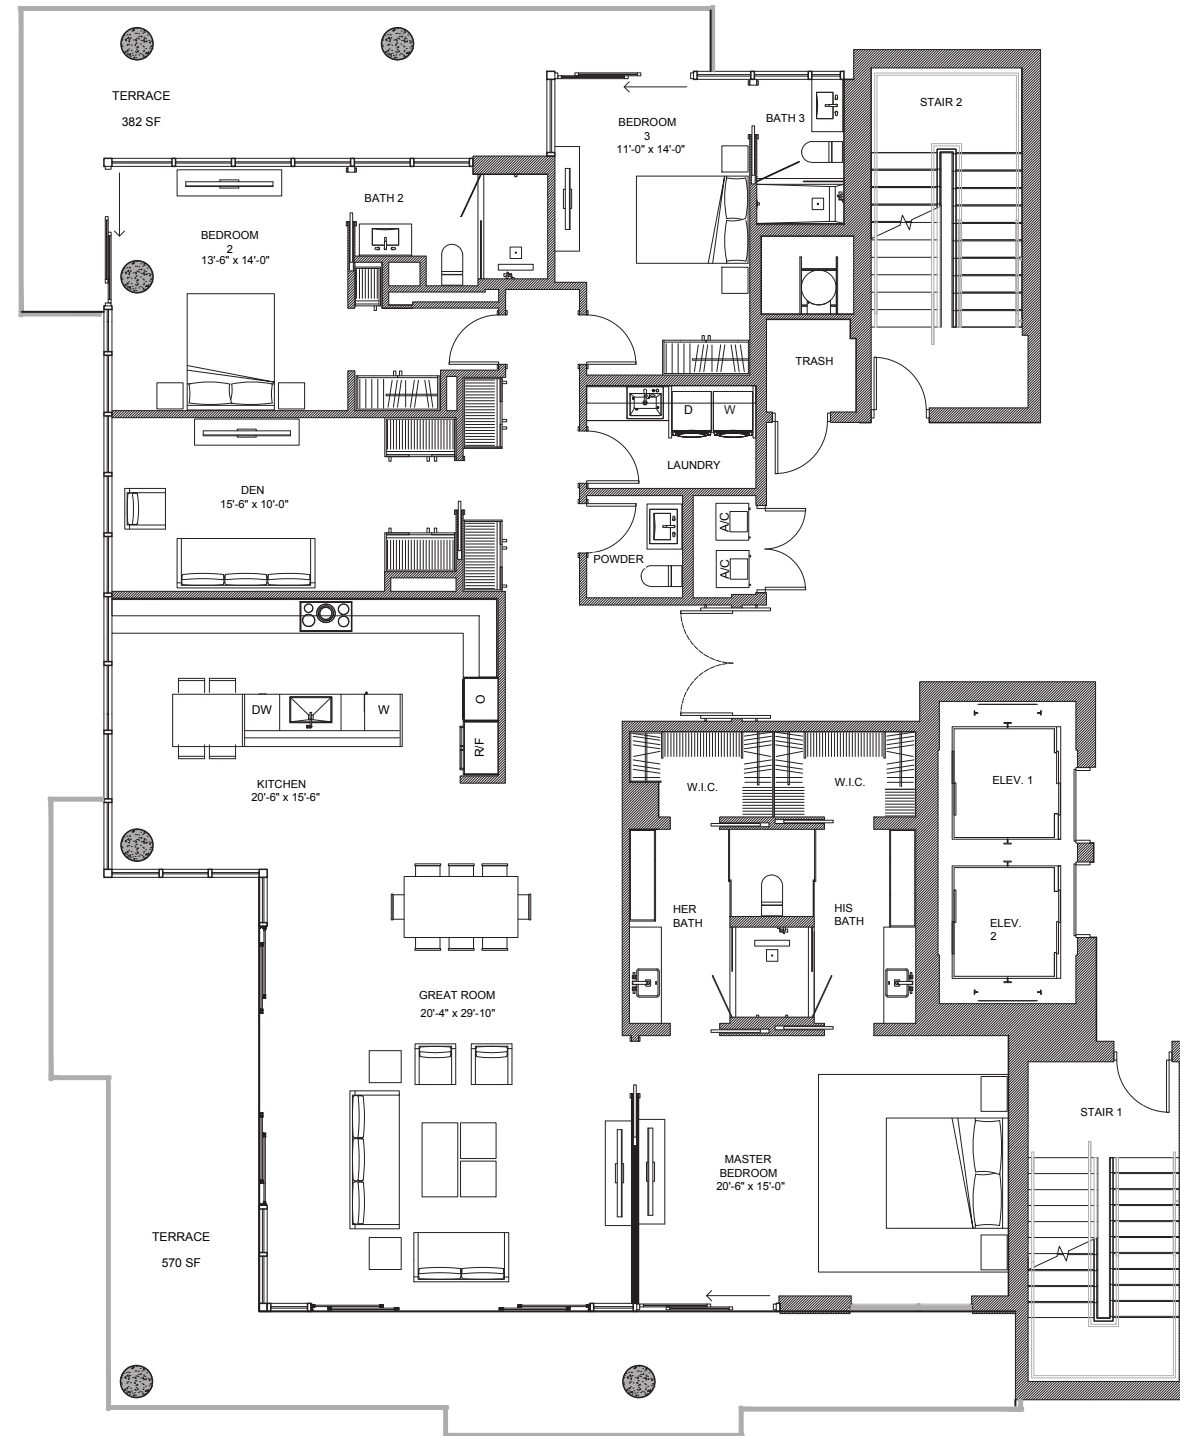 TERRACE
382 SF
STAIR 2
BEDROOM
3
11'-0" x 14'-0"
BATH 3
BATH 2
BEDROOM
2
13'-6" x 14'-0"
TRASH
D
W
LAUNDRY
DEN
15'-6" x 10'-0"
A/C
A/C
POWDER
DW
W
O
R/F
KITCHEN
20'-6" x 15'-6"
W.I.C.
W.I.C.
ELEV. 1
HER
BATH
HIS
BATH
ELEV.
2
GREAT ROOM
20'-4" x 29'-10"
STAIR 1
MASTER
BEDROOM
20'-6" x 15'-0"
TERRACE
570 SF